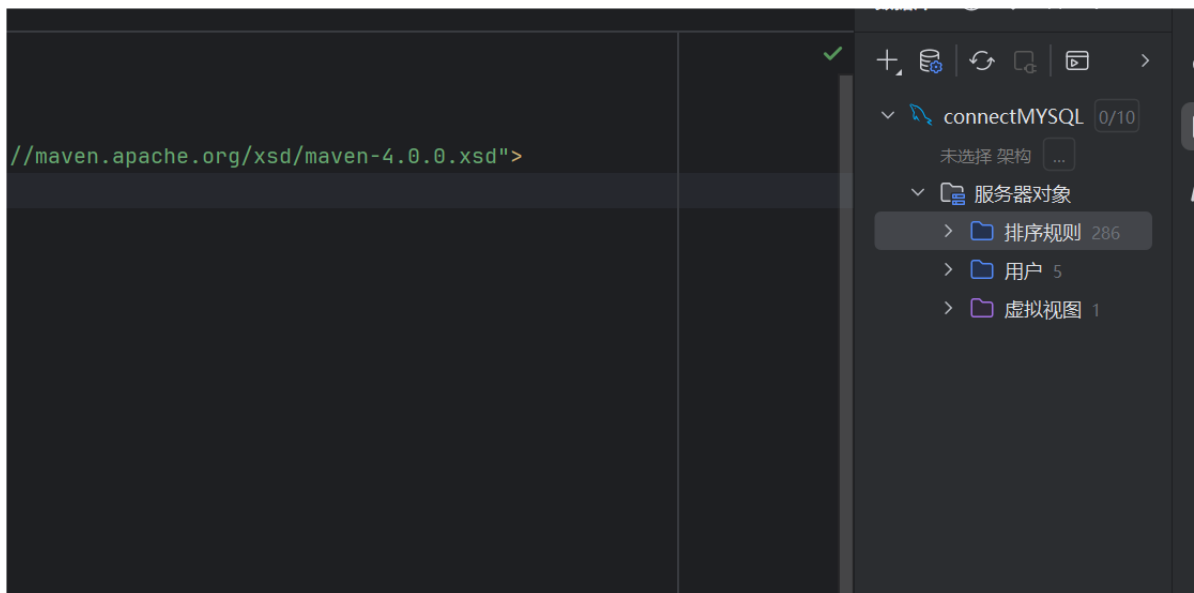 //maven.apache.org/xsd/maven-4.0.0.xsd">
connectMYSQL 0/10
未选择 架构 ...
服务器对象
排序规则 286
用户 5
虚拟视图 1